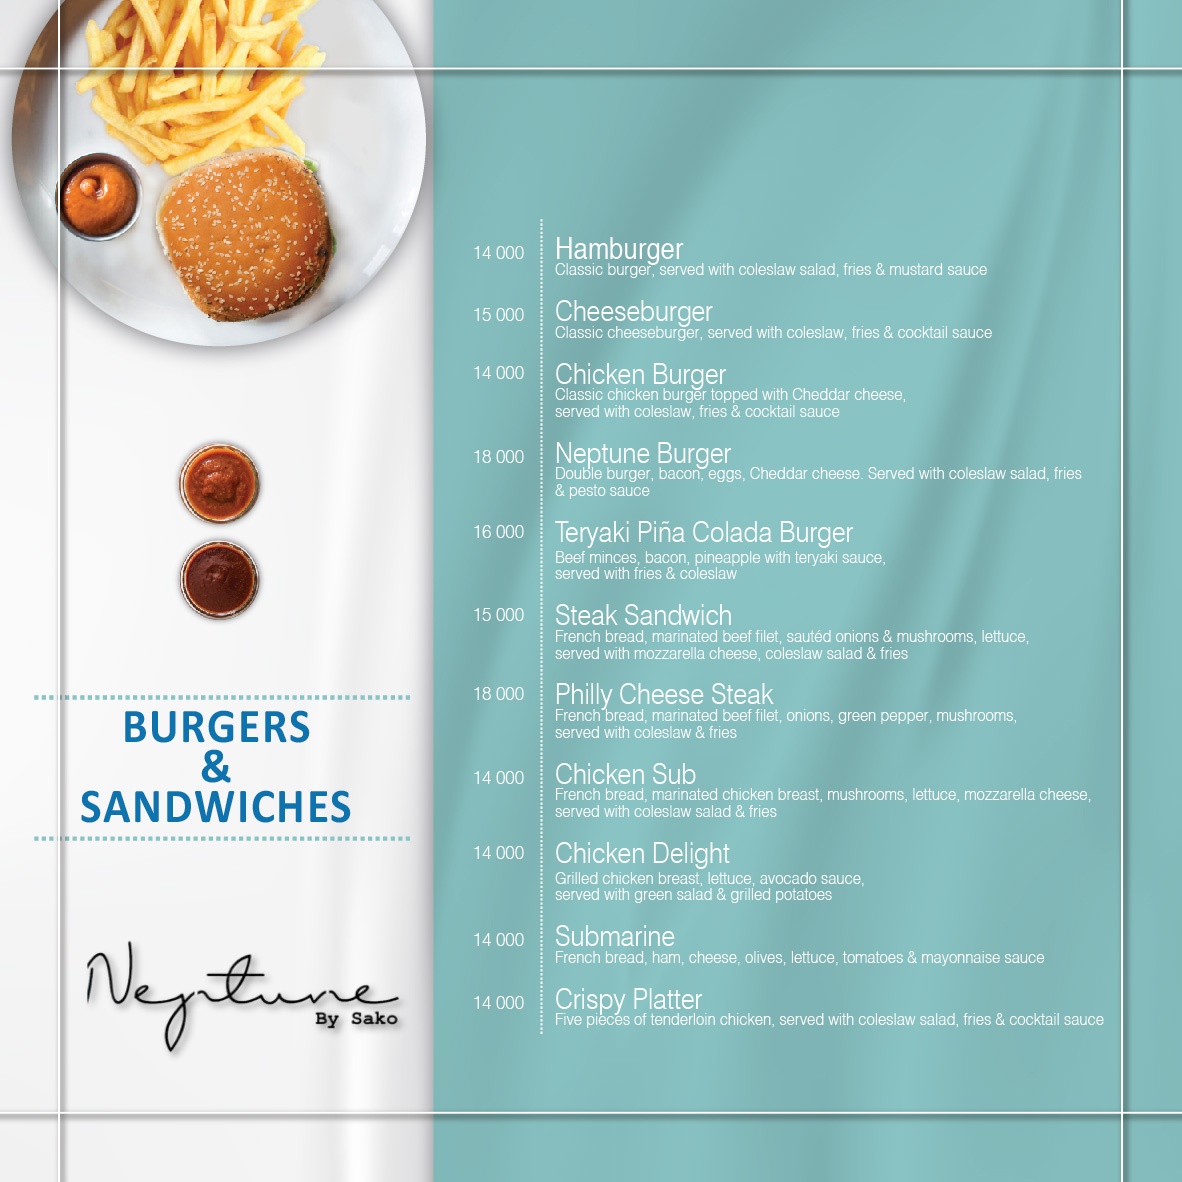 14 000 Hamburger
Classic burger, served with coleslaw salad, fries & mustard sauce
15 000 Cheeseburger
Classic cheeseburger, served with coleslaw, fries & cocktail sauce
14 000 Chicken Burger
Classic chicken burger topped with Cheddar cheese,
served with coleslaw, fries & cocktail sauce
18 000 Neptune Burger
Double burger, bacon, eggs, Cheddar cheese. Served with coleslaw salad, fries
& pesto sauce
16 000 Teryaki Piña Colada Burger
Beef minces, bacon, pineapple with teryaki sauce,
served with fries & coleslaw
15 000 Steak Sandwich
French bread, marinated beef filet, sautéd onions & mushrooms, lettuce,
served with mozzarella cheese, coleslaw salad & fries
18 000 Philly Cheese Steak
French bread, marinated beef filet, onions, green pepper, mushrooms,
served with coleslaw & fries
14 000 Chicken Sub
French bread, marinated chicken breast, mushrooms, lettuce, mozzarella cheese,
served with coleslaw salad & fries
14 000 Chicken Delight
Grilled chicken breast, lettuce, avocado sauce,
served with green salad & grilled potatoes
14 000 Submarine
French bread, ham, cheese, olives, lettuce, tomatoes & mayonnaise sauce
14 000 Crispy Platter
Five pieces of tenderloin chicken, served with coleslaw salad, fries & cocktail sauce
BURGERS
&
SANDWICHES
Neptune
By Sako